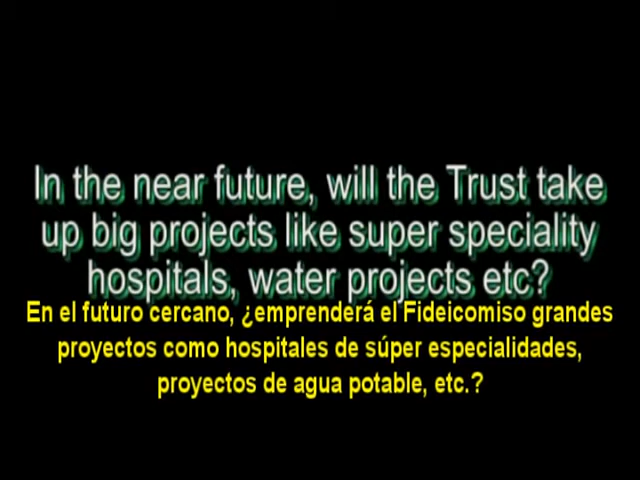 In the near future, will the Trust take
up big projects like super speciality
hospitals, water projects etc?
En el futuro cercano, ¿emprenderá el Fideicomiso grandes
proyectos como hospitales de súper especialidades,
proyectos de agua potable, etc.?